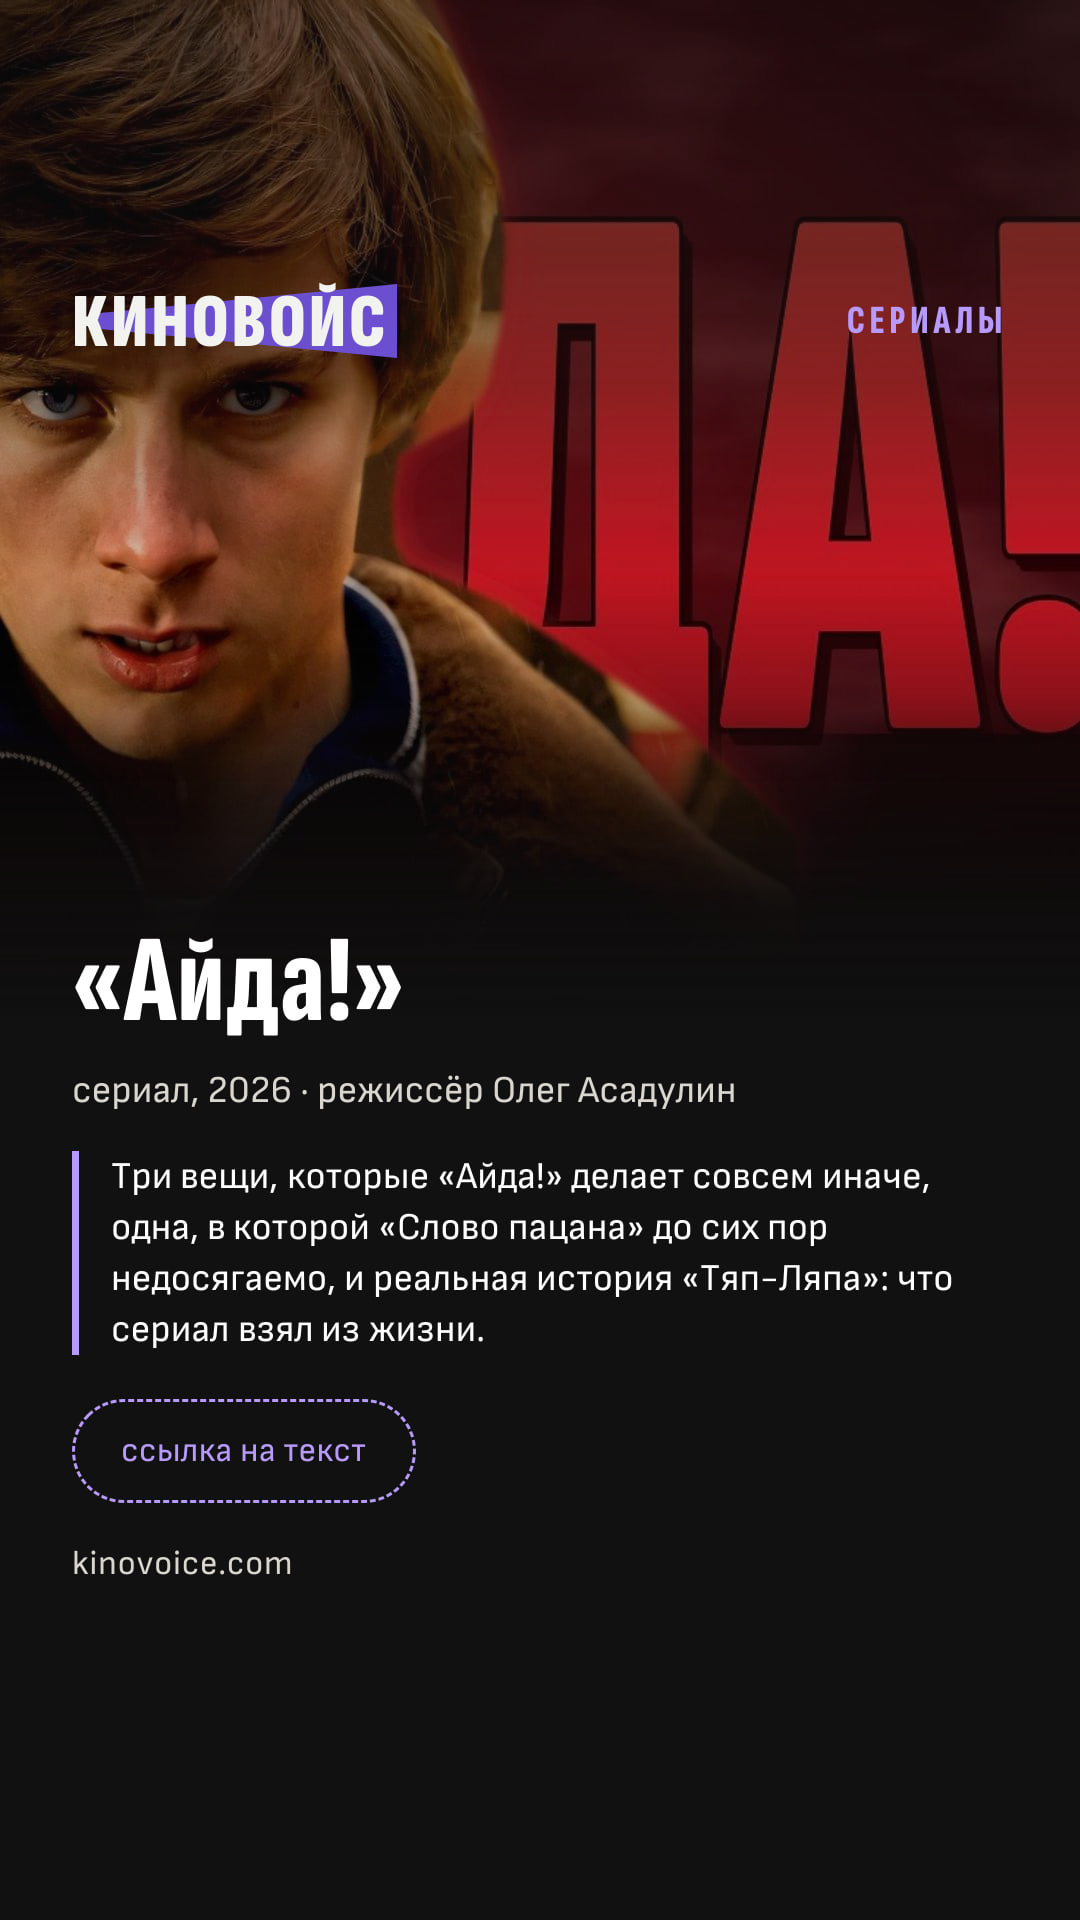 ДА!
КИНОВОЙС
СЕРИАЛЫ
«Айда!»
сериал, 2026 · режиссёр Олег Асадулин
Три вещи, которые «Айда!» делает совсем иначе,
одна, в которой «Слово пацана» до сих пор
недосягаемо, и реальная история «Тяп-Ляпа»: что
сериал взял из жизни.
ссылка на текст
kinovoice.com